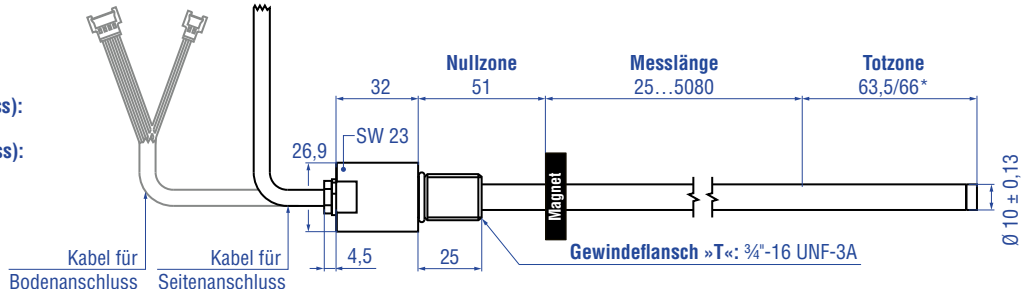 Nullzone
Messlänge
Totzone
32
51
25…5080
63,5/66*
ss):
ss):
SW 23
26,9
Magnet
Ø 10 ± 0,13
4,5
25
Gewindeflansch »T«: ¾"-16 UNF-3A
Kabel für
Bodenanschluss
Kabel für
Seitenanschluss